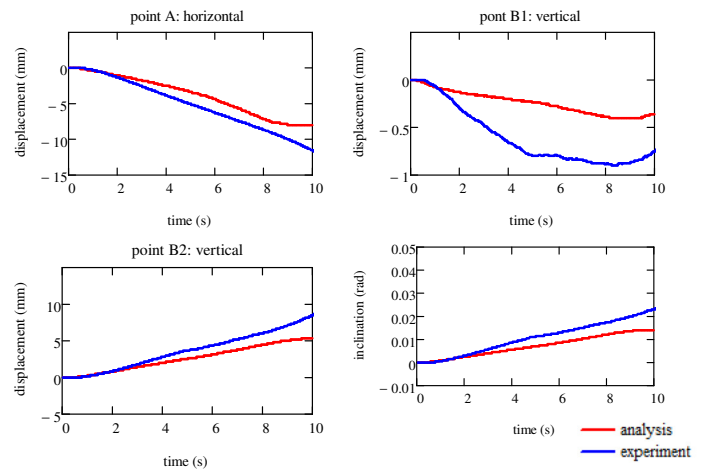 point A: horizontal
displacement (mm)
0
− 5
− 10
− 15
0 2 4 6 8 10
time (s)
pont B1: vertical
displacement (mm)
0
− 0.5
− 1
0 2 4 6 8 10
time (s)
point B2: vertical
displacement (mm)
10
5
0
− 5
0 2 4 6 8 10
time (s)
inclination (rad)
0.05
0.04
0.03
0.02
0.01
0
− 0.01
0 2 4 6 8 10
time (s)
analysis
experiment